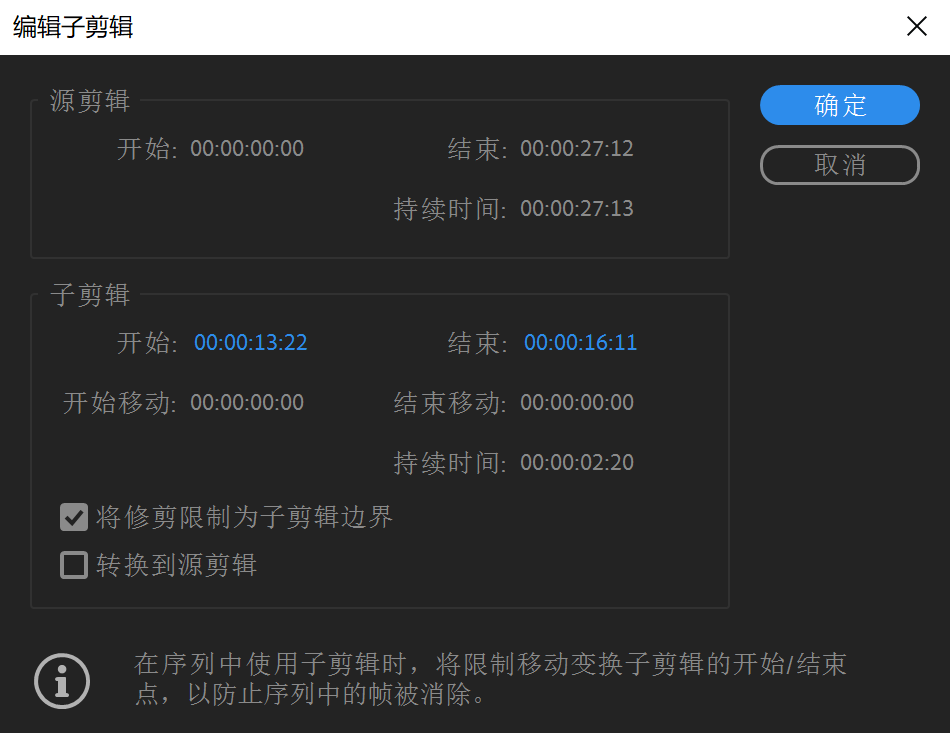 编辑子剪辑
源剪辑
确定
开始: 00:00:00:00 结束: 00:00:27:12
取消
持续时间: 00:00:27:13
子剪辑
开始: 00:00:13:22 结束: 00:00:16:11
开始移动: 00:00:00:00 结束移动: 00:00:00:00
持续时间: 00:00:02:20
将修剪限制为子剪辑边界
转换到源剪辑
在序列中使用子剪辑时，将限制移动变换子剪辑的开始/结束
点，以防止序列中的帧被消除。